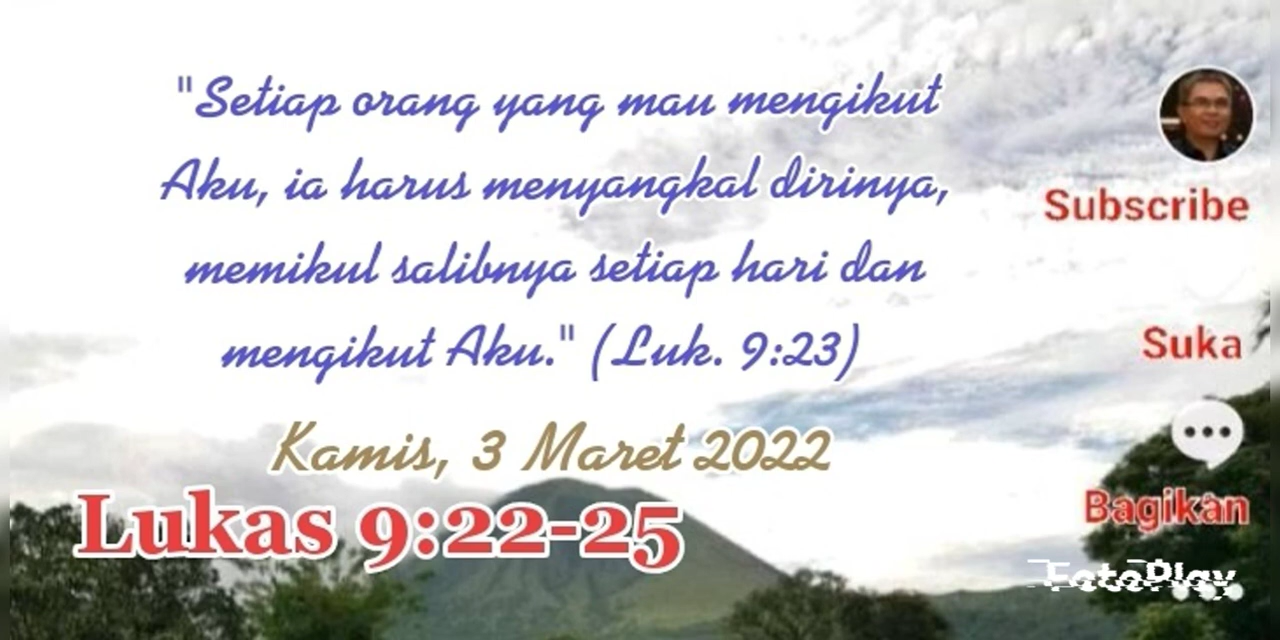 "Setiap orang yang mau mengikut
Aku, ia harus menyangkal dirinya,
memikul salibnya setiap hari dan
mengikut Aku." (Luk. 9:23)
Kamis, 3 Maret 2022
Lukas 9:22-25
Subscribe
Suka
Bagikan
FotoPlay